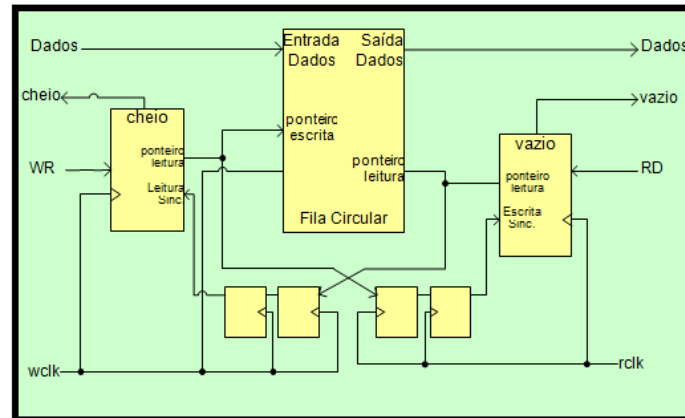 Dados
Entrada
Dados
Saída
Dados
Dados
cheio
cheio
vazio
vazio
ponteiro
escrita
ponteiro
leitura
WR
Leitura
Sinc.
ponteiro
leitura
ponteiro
leitura
RD
Escrita
Sinc.
Fila Circular
wclk
rclk